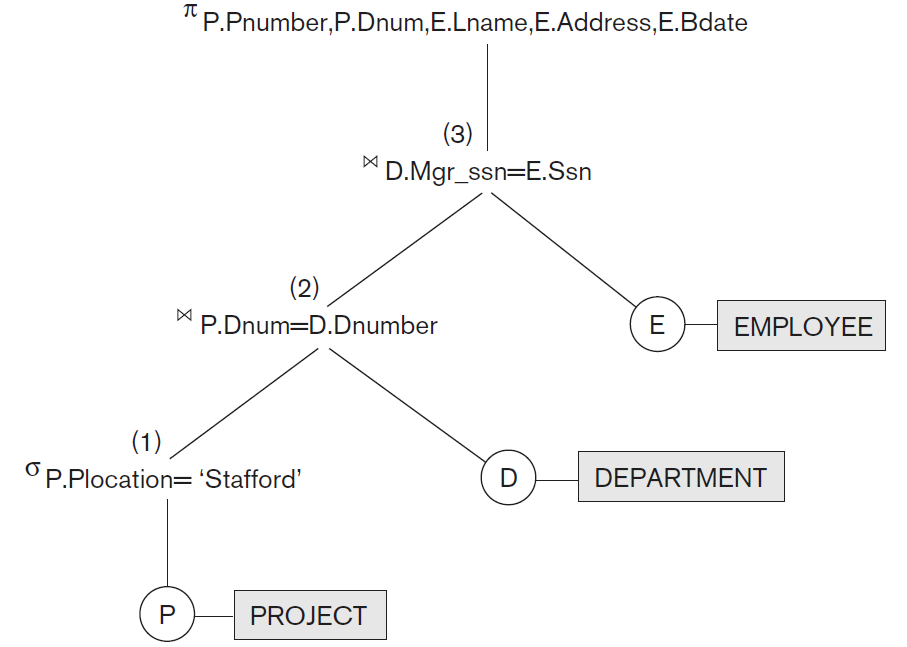 π P.Pnumber,P.Dnum,E.Lname,E.Address,E.Bdate
(3)
⋈ D.Mgr_ssn=E.Ssn
(2)
⋈ P.Dnum=D.Dnumber
E
EMPLOYEE
(1)
σ P.Plocation= ‘Stafford’
D
DEPARTMENT
P
PROJECT